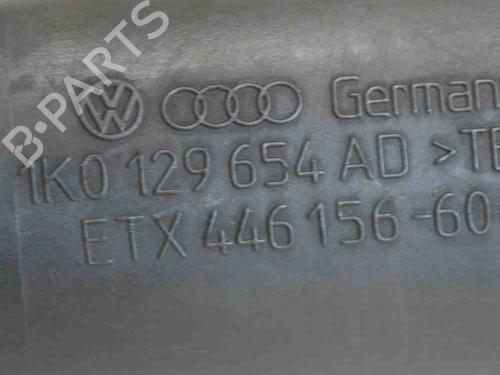 B-PARTS
German
1K0 129 654 AD >TE
ETX 446 156-60